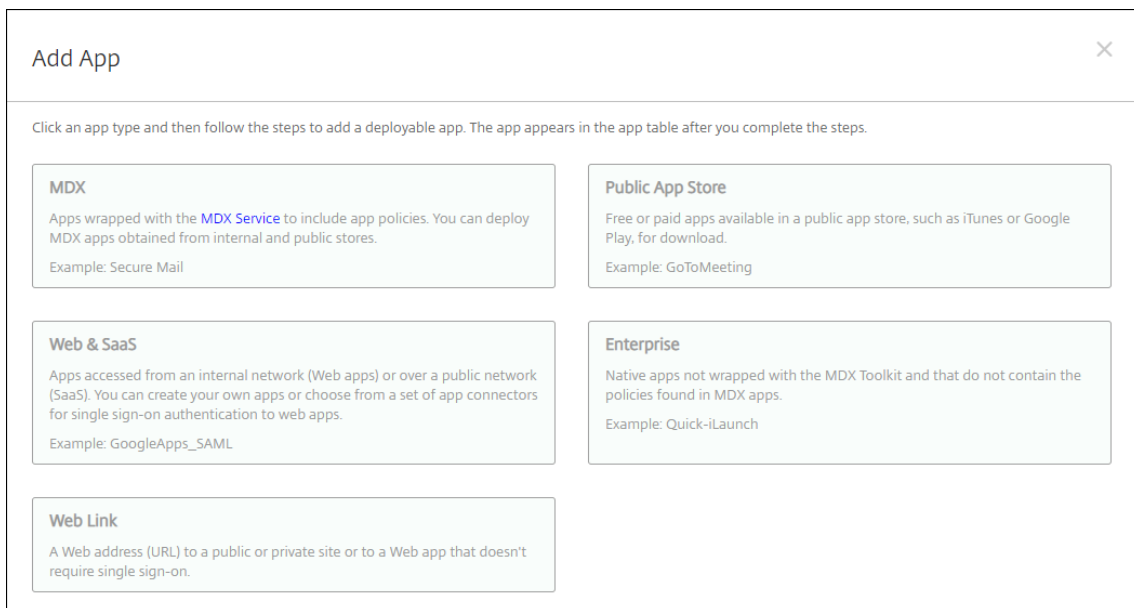 Add App
Click an app type and then follow the steps to add a deployable app. The app appears in the app table after you complete the steps.
MDX
Apps wrapped with the MDX Service to include app policies. You can deploy
MDX apps obtained from internal and public stores.
Example: Secure Mail
Public App Store
Free or paid apps available in a public app store, such as iTunes or Google
Play, for download.
Example: GoToMeeting
Web & SaaS
Apps accessed from an internal network (Web apps) or over a public network
(SaaS). You can create your own apps or choose from a set of app connectors
for single sign-on authentication to web apps.
Example: GoogleApps_SAML
Enterprise
Native apps not wrapped with the MDX Toolkit and that do not contain the
policies found in MDX apps.
Example: Quick-iLaunch
Web Link
A Web address (URL) to a public or private site or to a Web app that doesn't
require single sign-on.